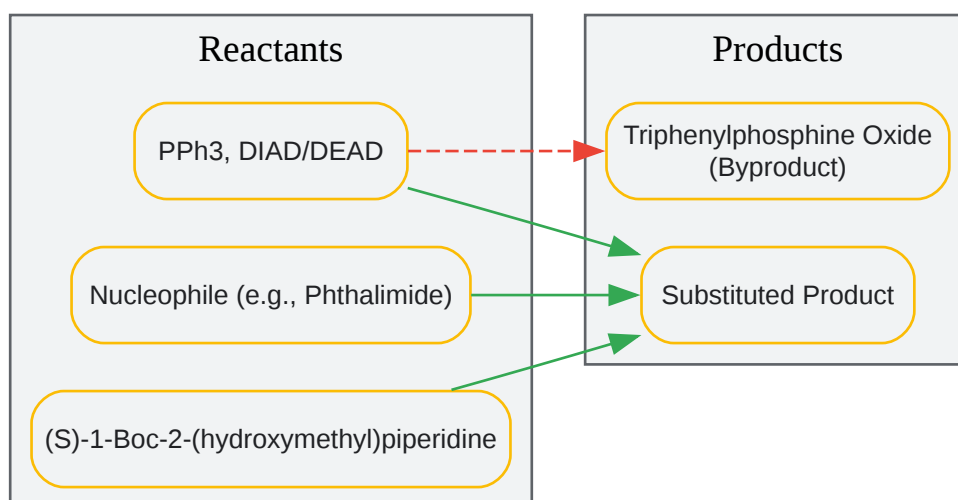 Reactants
PPh3, DIAD/DEAD
Nucleophile (e.g., Phthalimide)
(S)-1-Boc-2-(hydroxymethyl)piperidine
Products
Triphenylphosphine Oxide
(Byproduct)
Substituted Product